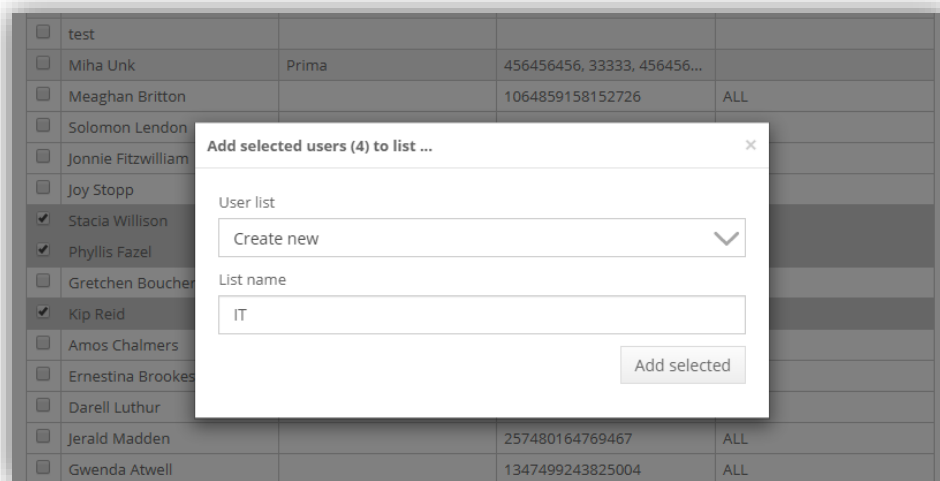 test
Miha Unk Prima 456456456, 33333, 456456...
Meaghan Britton 1064859158152726 ALL
Solomon Lendon
Add selected users (4) to list ...
Jonnie Fitzwilliam
Joy Stopp
User list
Stacia Willison
Create new
Phyllis Fazel
Gretchen Boucher
List name
Kip Reid
IT
Amos Chalmers
Add selected
Ernestina Brookes
Darell Luthur
Jerald Madden 257480164769467 ALL
Gwenda Atwell 1347499243825004 ALL